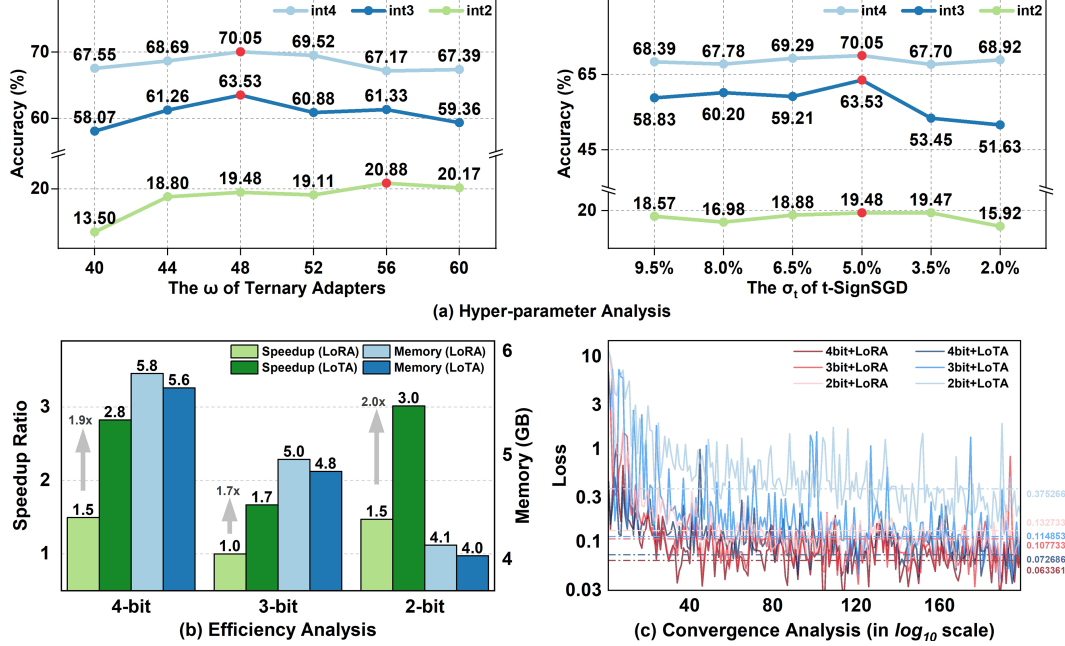 int4 int3 int2
Accuracy (%)
70
60
20
67.55 68.69 70.05 69.52 67.17 67.39
58.07 61.26 63.53 60.88 61.33 59.36
13.50 18.80 19.48 19.11 20.88 20.17
40 44 48 52 56 60
The ω of Ternary Adapters
int4 int3 int2
Accuracy (%)
65
45
20
68.39 67.78 69.29 70.05 67.70 68.92
58.83 60.20 59.21 63.53 53.45 51.63
18.57 16.98 18.88 19.48 19.47 15.92
9.5% 8.0% 6.5% 5.0% 3.5% 2.0%
The σt of t-SignSGD
(a) Hyper-parameter Analysis
Speedup (LoRA) Memory (LoRA)
Speedup (LoTA) Memory (LoTA)
Speedup Ratio
3
2
1
Memory (GB)
6
5
4
1.9x
1.5 2.8 5.8 5.6
1.7x
1.0 1.7 5.0 4.8
2.0x
1.5 3.0 4.1 4.0
4-bit 3-bit 2-bit
(b) Efficiency Analysis
4bit+LoRA 4bit+LoTA
3bit+LoRA 3bit+LoTA
2bit+LoRA 2bit+LoTA
Loss
10
3
1
0.3
0.1
0.03
0.375266
0.132733
0.114853
0.107733
0.072686
0.063361
40 80 120 160
(c) Convergence Analysis (in log10 scale)